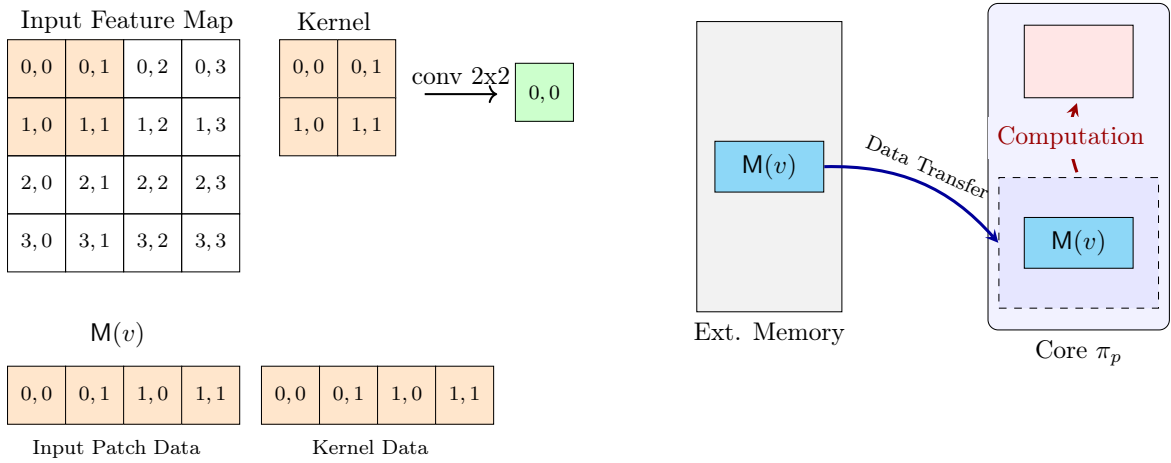 Input Feature Map
0, 0 0, 1 0, 2 0, 3
1, 0 1, 1 1, 2 1, 3
2, 0 2, 1 2, 2 2, 3
3, 0 3, 1 3, 2 3, 3
Kernel
0, 0 0, 1
1, 0 1, 1
conv 2x2
0, 0
M(v)
0, 0 0, 1 1, 0 1, 1
Input Patch Data
0, 0 0, 1 1, 0 1, 1
Kernel Data
M(v)
Ext. Memory
Data Transfer
Computation
M(v)
Core π_p